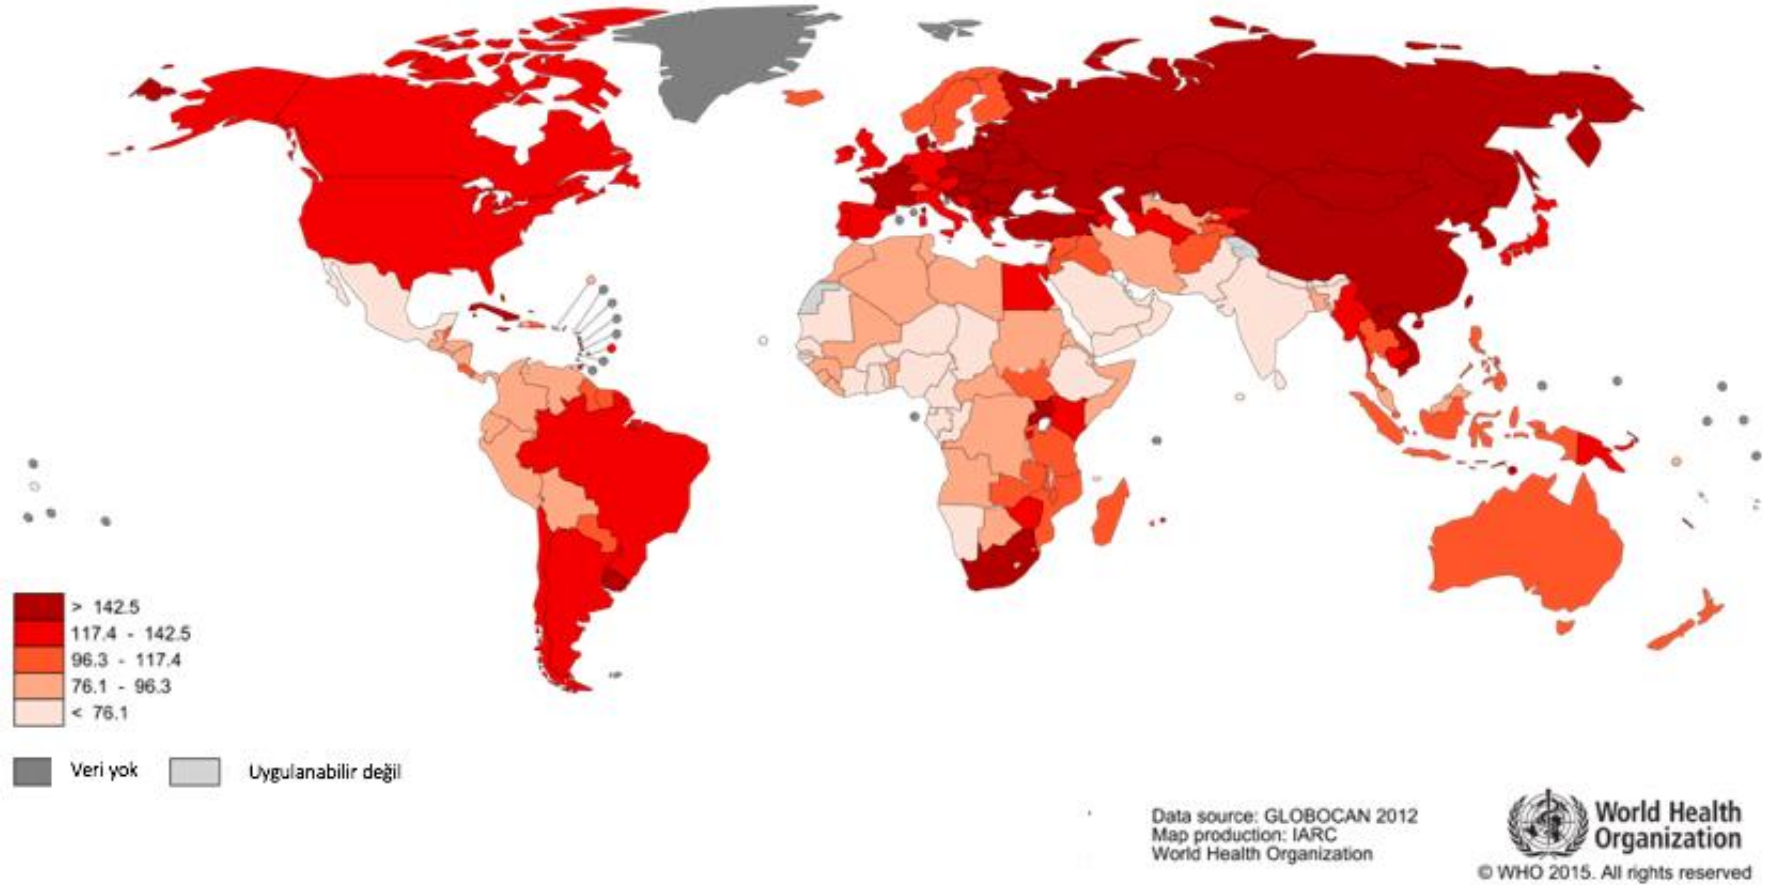 > 142.5
117.4 - 142.5
96.3 - 117.4
76.1 - 96.3
< 76.1
Veri yok
Uygulanabilir değil
Data source: GLOBOCAN 2012
Map production: IARC
World Health Organization
World Health
Organization
© WHO 2015. All rights reserved